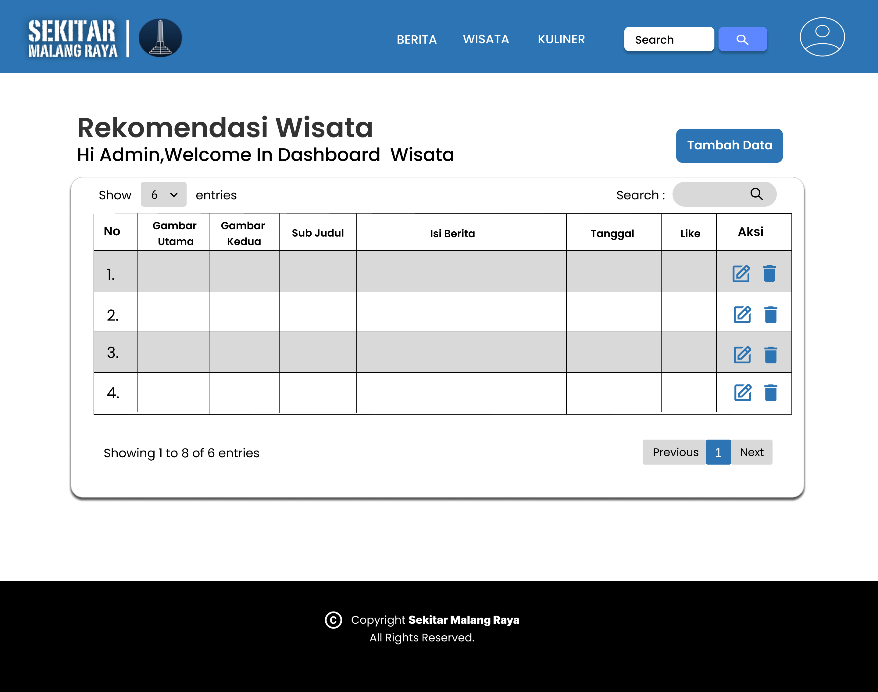 SEKITAR
MALANG RAYA
BERITA WISATA KULINER Search
Rekomendasi Wisata
Hi Admin,Welcome In Dashboard  Wisata
Tambah Data
Show 6 entries Search :
No Gambar Utama Gambar Kedua Sub Judul Isi Berita Tanggal Like Aksi
1.
2.
3.
4.
Showing 1 to 8 of 6 entries Previous 1 Next
© Copyright Sekitar Malang Raya
All Rights Reserved.